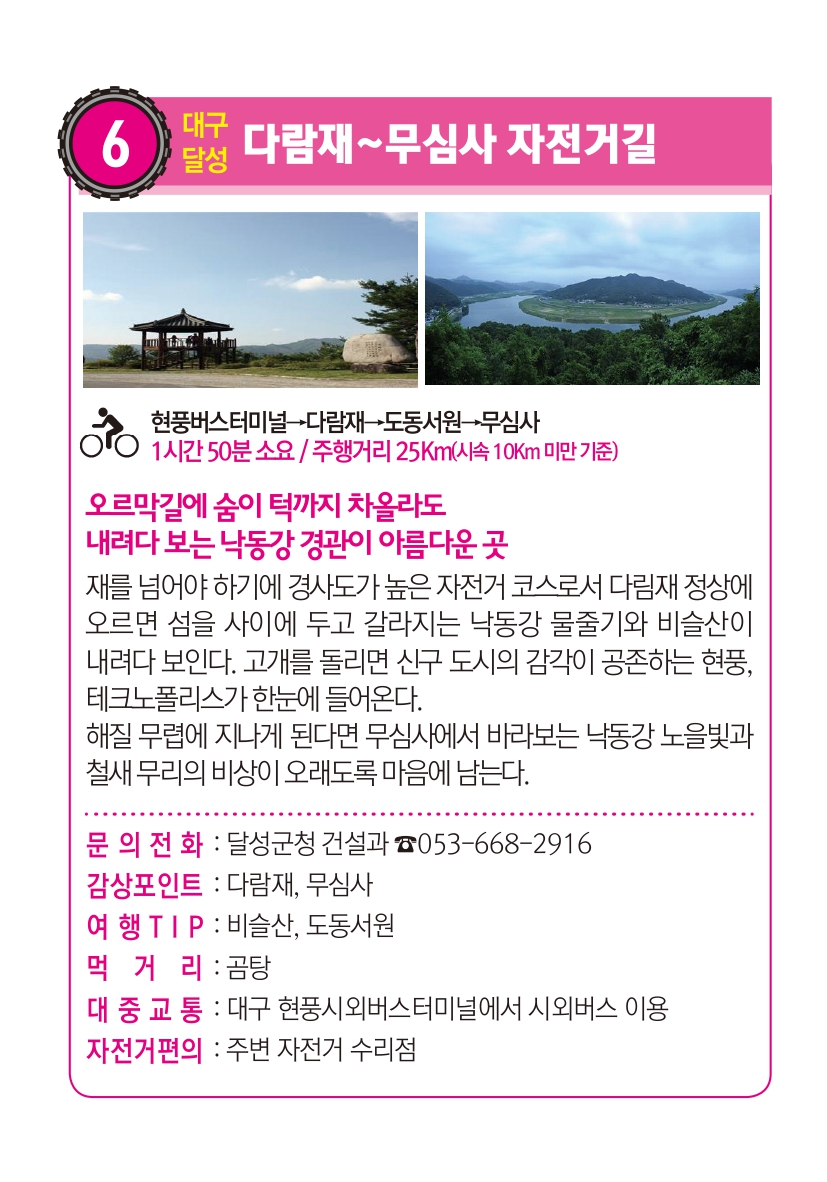 6
대구
달성
다람재~무심사 자전거길
현풍버스터미널→다람재→도동서원→무심사
1시간 50분 소요 / 주행거리 25Km(시속 10Km 미만 기준)
오르막길에 숨이 턱까지 차올라도
내려다 보는 낙동강 경관이 아름다운 곳
재를 넘어야 하기에 경사도가 높은 자전거 코스로서 다림재 정상에
오르면 섬을 사이에 두고 갈라지는 낙동강 물줄기와 비슬산이
내려다 보인다. 고개를 돌리면 신구 도시의 감각이 공존하는 현풍,
테크노폴리스가 한눈에 들어온다.
해질 무렵에 지나게 된다면 무심사에서 바라보는 낙동강 노을빛과
철새 무리의 비상이 오래도록 마음에 남는다.
문 의 전 화 : 달성군청 건설과 ☎053-668-2916
감상포인트 : 다람재, 무심사
여 행 T I P : 비슬산, 도동서원
먹 거 리 : 곰탕
대 중 교 통 : 대구 현풍시외버스터미널에서 시외버스 이용
자전거편의 : 주변 자전거 수리점